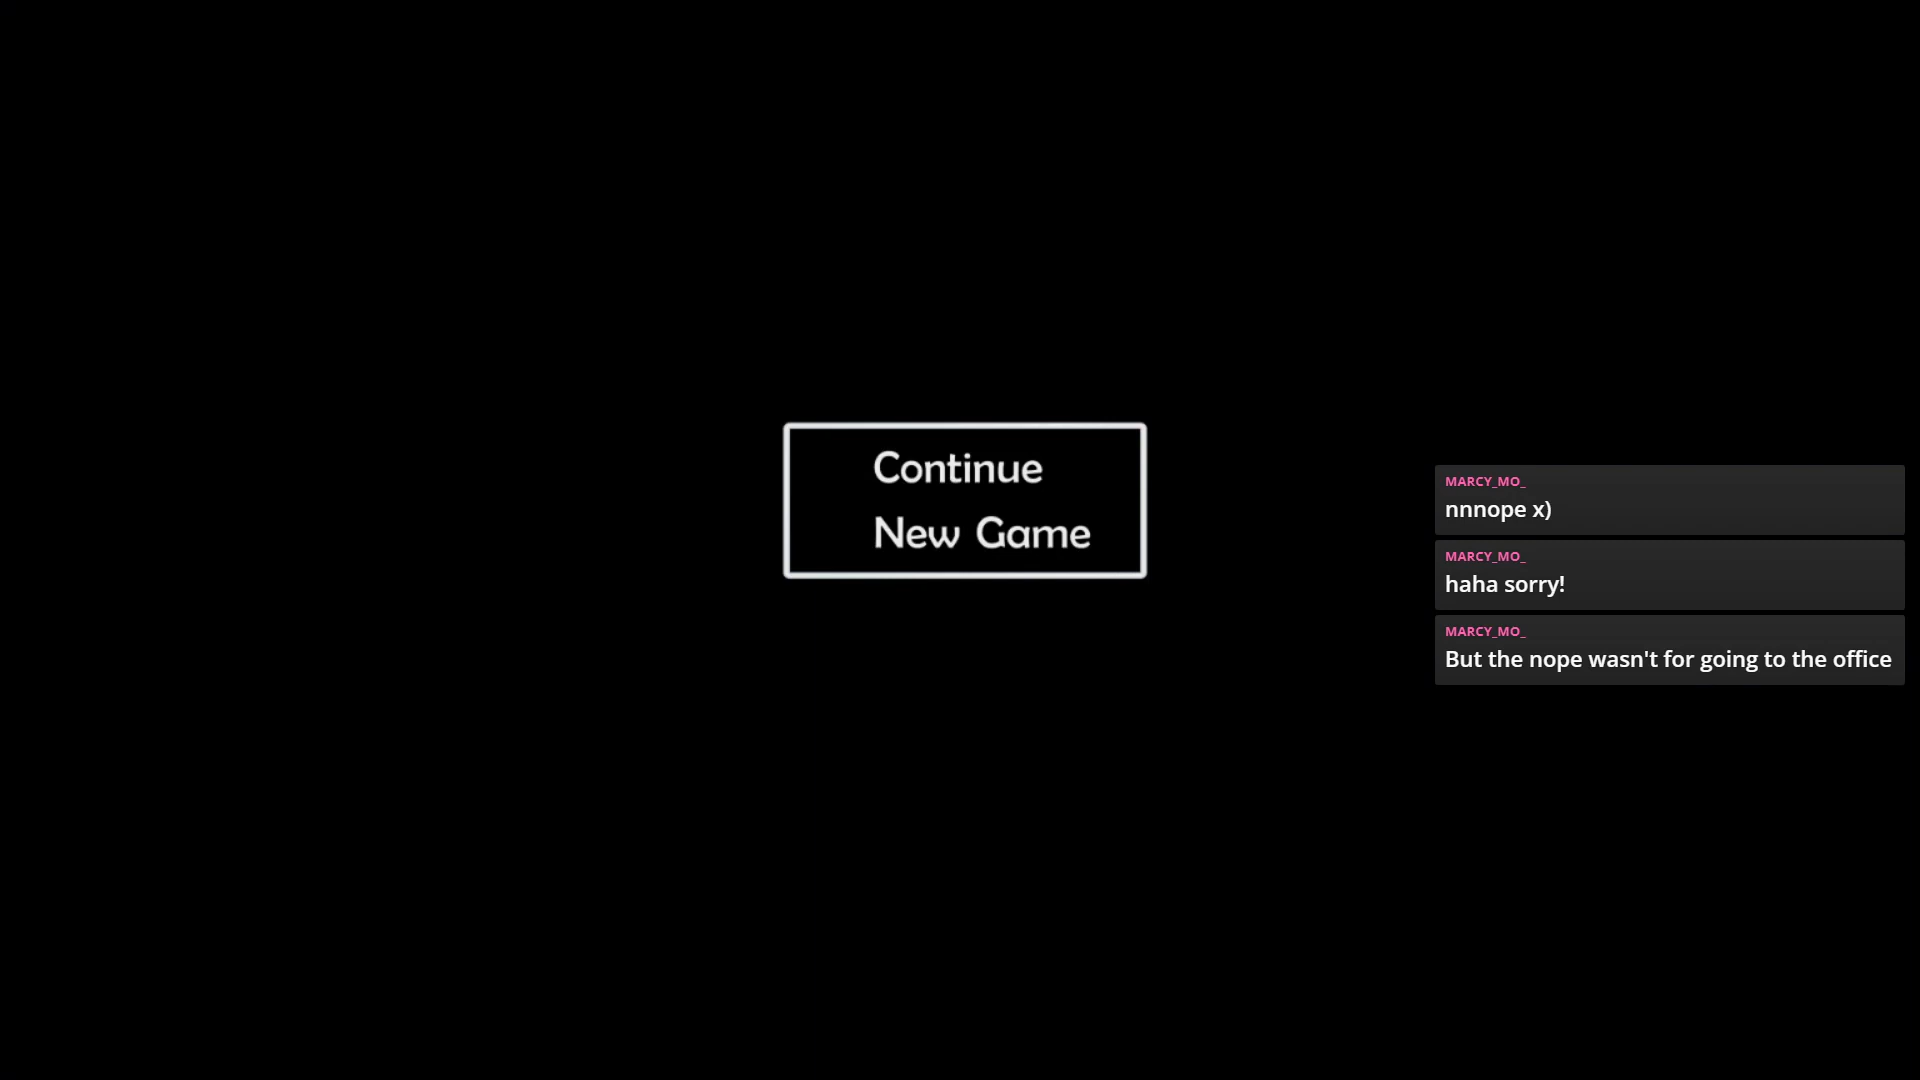 Continue
New Game
MARCY_MO_
nnnope x)
MARCY_MO_
haha sorry!
MARCY_MO_
But the nope wasn't for going to the office